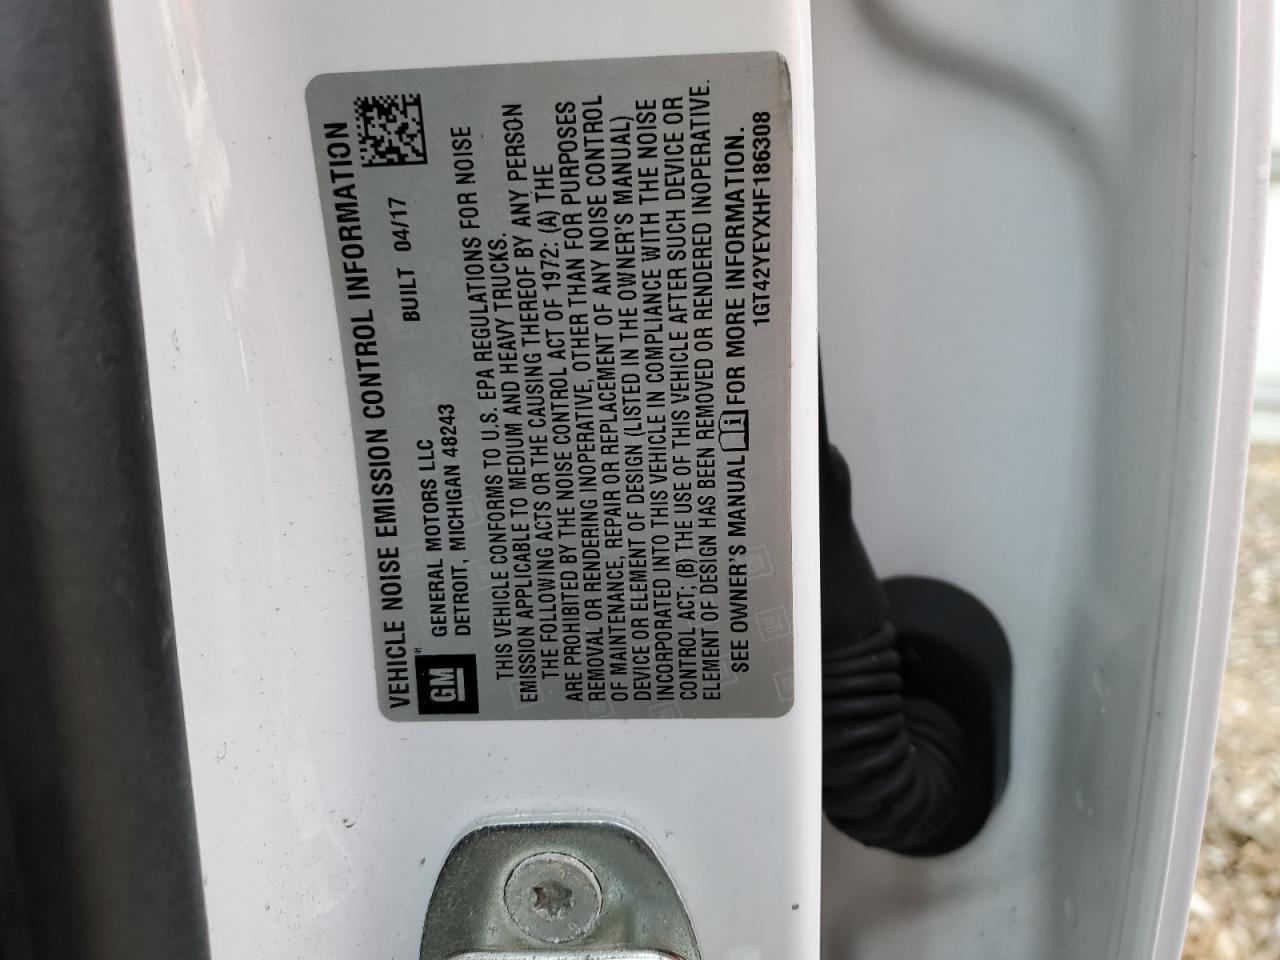 VEHICLE NOISE EMISSION CONTROL INFORMATION
GM®
GENERAL MOTORS LLC
DETROIT, MICHIGAN 48243
BUILT 04/17
THIS VEHICLE CONFORMS TO U.S. EPA REGULATIONS FOR NOISE
EMISSION APPLICABLE TO MEDIUM AND HEAVY TRUCKS.
THE FOLLOWING ACTS OR THE CAUSING THEREOF BY ANY PERSON
ARE PROHIBITED BY THE NOISE CONTROL ACT OF 1972: (A) THE
REMOVAL OR RENDERING INOPERATIVE, OTHER THAN FOR PURPOSES
OF MAINTENANCE, REPAIR OR REPLACEMENT OF ANY NOISE CONTROL
DEVICE OR ELEMENT OF DESIGN (LISTED IN THE OWNER'S MANUAL)
INCORPORATED INTO THIS VEHICLE IN COMPLIANCE WITH THE NOISE
CONTROL ACT; (B) THE USE OF THIS VEHICLE AFTER SUCH DEVICE OR
ELEMENT OF DESIGN HAS BEEN REMOVED OR RENDERED INOPERATIVE.
SEE OWNER'S MANUAL i FOR MORE INFORMATION.
1GT42YEYXHF186308